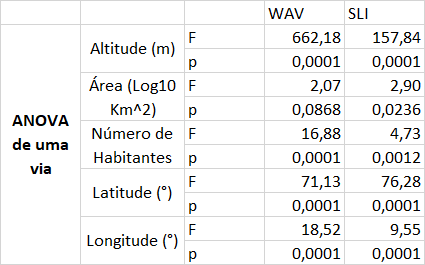 WAV SLI
ANOVA de uma via
Altitude (m) F 662,18 157,84
p 0,0001 0,0001
Área (Log10 Km^2) F 2,07 2,90
p 0,0868 0,0236
Número de Habitantes F 16,88 4,73
p 0,0001 0,0012
Latitude (°) F 71,13 76,28
p 0,0001 0,0001
Longitude (°) F 18,52 9,55
p 0,0001 0,0001